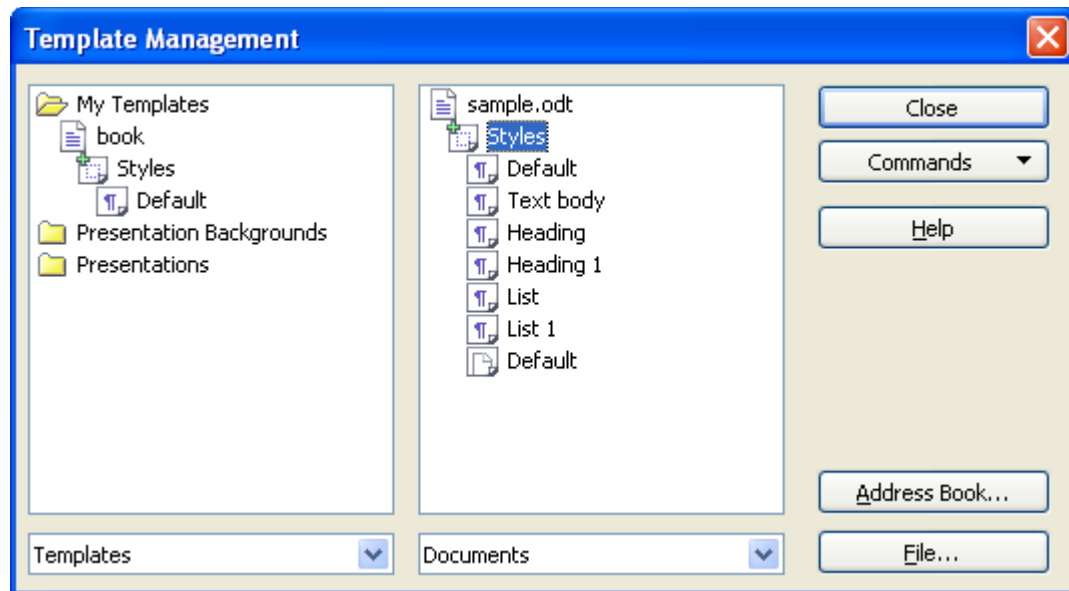 Template Management
My Templates
book
Styles
Default
Presentation Backgrounds
Presentations
Templates
sample.odt
Styles
Default
Text body
Heading
Heading 1
List
List 1
Default
Documents
Close
Commands
Help
Address Book...
File...